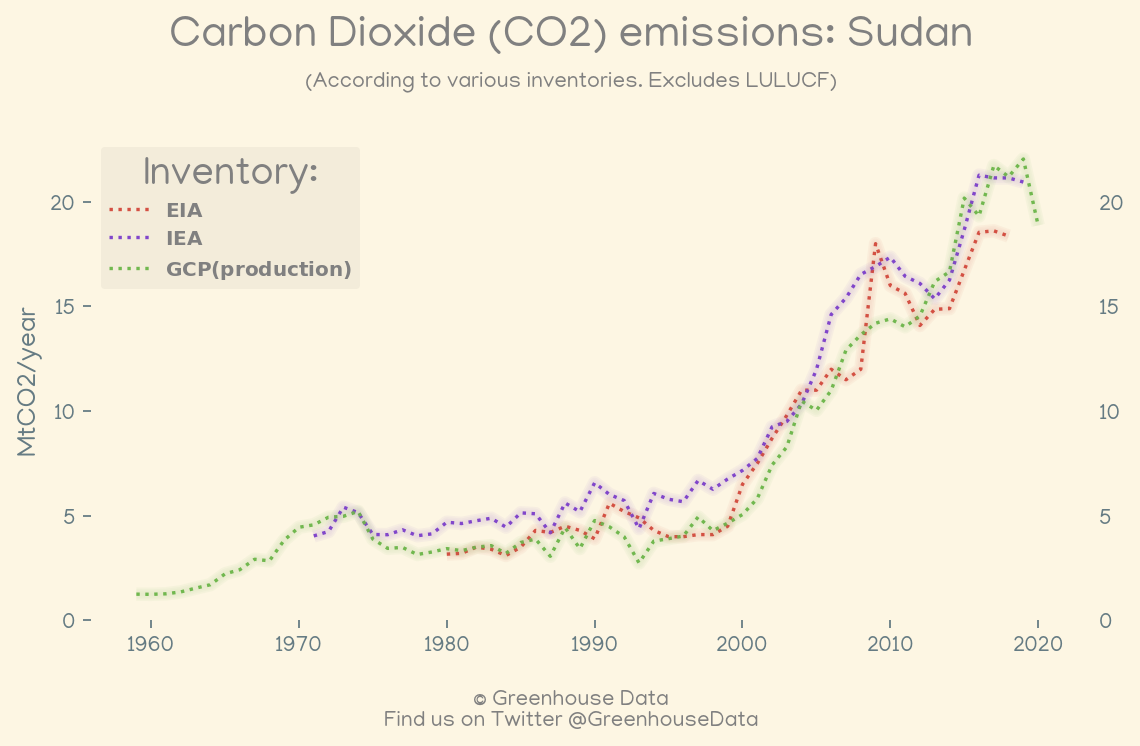 Carbon Dioxide (CO2) emissions: Sudan
(According to various inventories. Excludes LULUCF)
Inventory:
EIA
IEA
GCP(production)
MtCO2/year
20
15
10
5
0
20
15
10
5
0
1960 1970 1980 1990 2000 2010 2020
© Greenhouse Data
Find us on Twitter @GreenhouseData